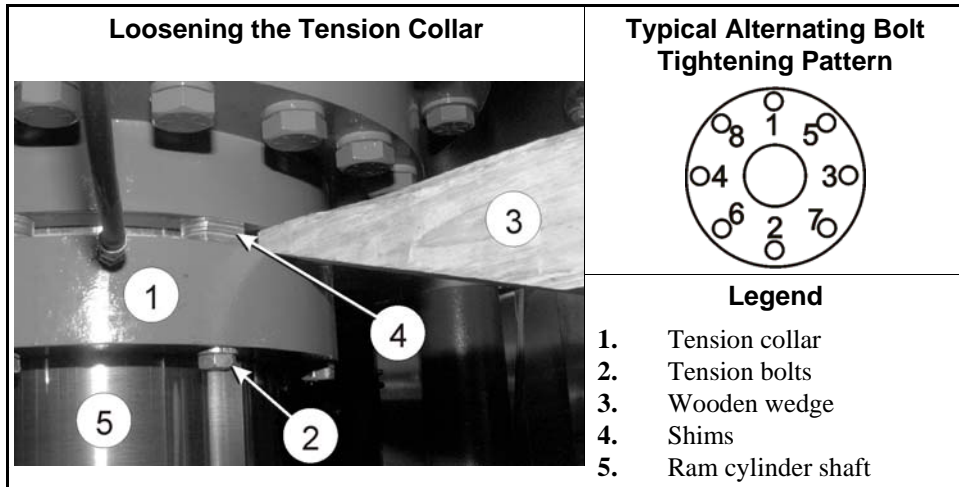 Loosening the Tension Collar
1
2
3
4
5
Typical Alternating Bolt
Tightening Pattern
1
8 5
4 3
6 7
2
Legend
1. Tension collar
2. Tension bolts
3. Wooden wedge
4. Shims
5. Ram cylinder shaft